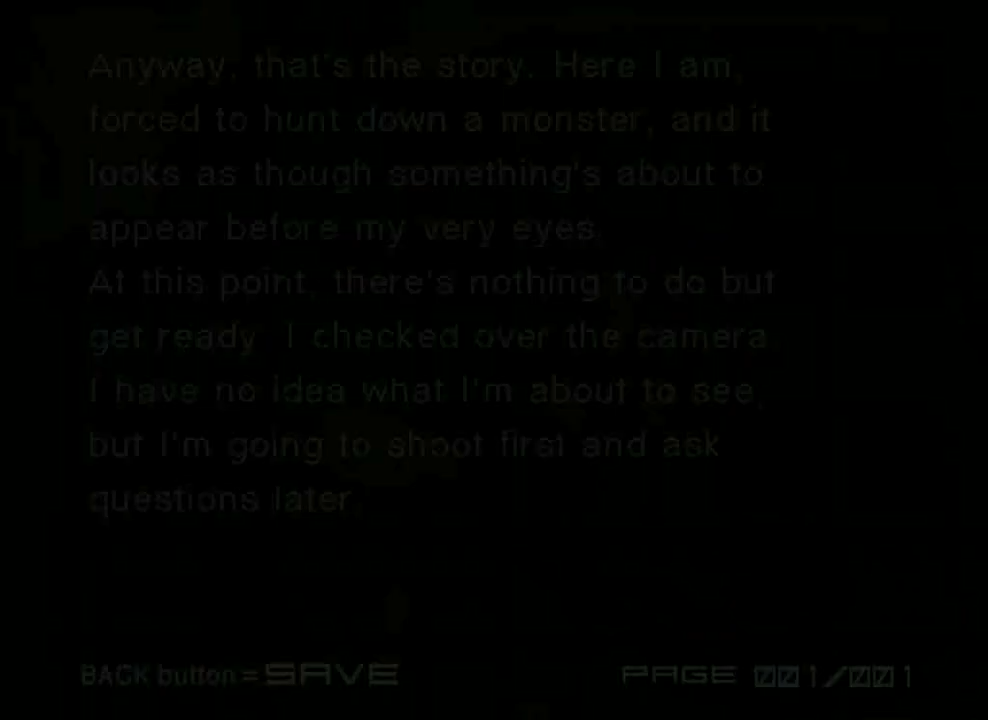 Anyway, that's the story. Here I am,
forced to hunt down a monster, and it
looks as though something's about to
appear before my very eyes.
At this point, there's nothing to do but
get ready. I checked over the camera.
I have no idea what I'm about to see,
but I'm going to shoot first and ask
questions later.
BACK button=SAVE
PAGE 001/001